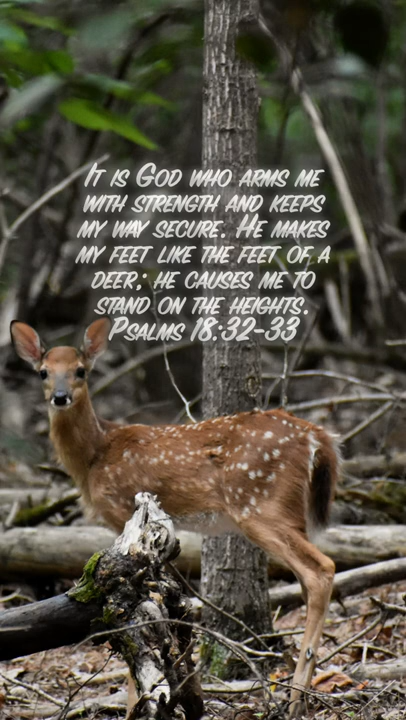 It is God who arms me
with strength and keeps
my way secure. He makes
my feet like the feet of a
deer; he causes me to
stand on the heights.
Psalms 18:32-33